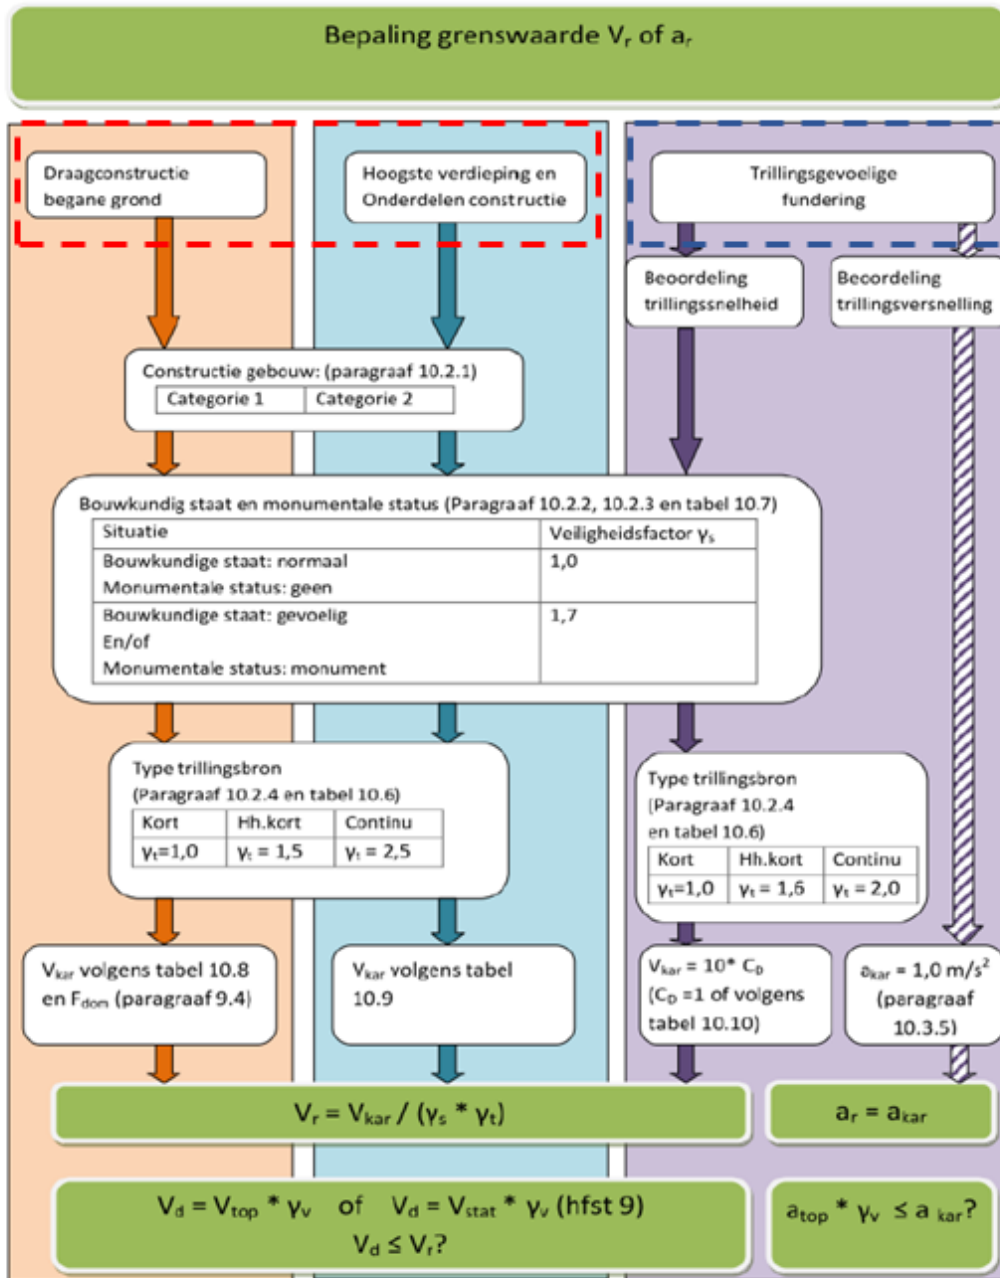 Bepaling grenswaarde Vr of ar
Draagconstructie
begane grond
Hoogste verdieping en
Onderdelen constructie
Trillingsgevoelige
fundering
Beoordeling
trillingssnelheid
Beoordeling
trillingsversnelling
Constructie gebouw: (paragraaf 10.2.1)
Categorie 1 Categorie 2
Bouwkundig staat en monumentale status (Paragraaf 10.2.2, 10.2.3 en tabel 10.7)
Situatie Veiligheidsfactor γs
Bouwkundige staat: normaal 1,0
Monumentale status: geen
Bouwkundige staat: gevoelig 1,7
En/of
Monumentale status: monument
Type trillingsbron
(Paragraaf 10.2.4 en tabel 10.6)
Kort Hh.kort Continu
γt=1,0 γt = 1,5 γt = 2,5
Type trillingsbron
(Paragraaf 10.2.4
en tabel 10.6)
Kort Hh.kort Continu
γt=1,0 γt = 1,6 γt = 2,0
Vkar volgens tabel 10.8
en Fdom (paragraaf 9.4)
Vkar volgens tabel
10.9
Vkar = 10* CD
(CD =1 of volgens
tabel 10.10)
akar = 1,0 m/s²
(paragraaf
10.3.5)
Vr = Vkar / (γs * γt)
ar = akar
Vd = Vtop * γv of Vd = Vstat * γv (hfst 9)
Vd ≤ Vr?
atop * γv ≤ a kar?